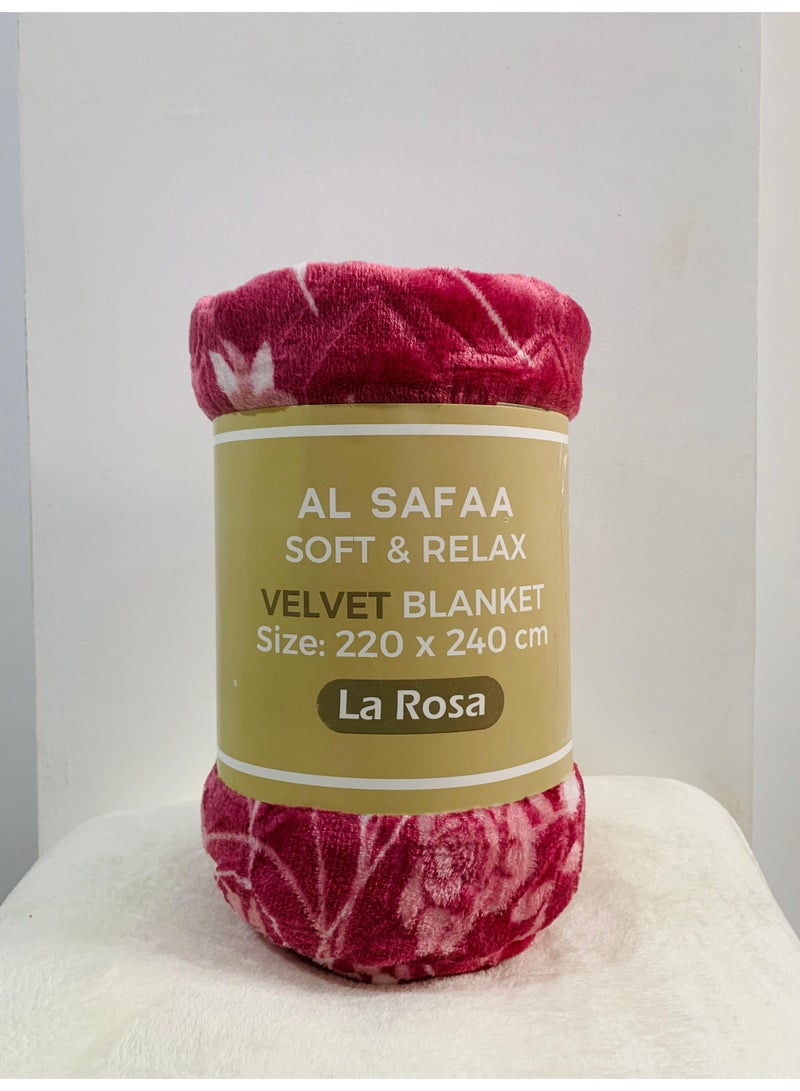 AL SAFAA
SOFT & RELAX
VELVET BLANKET
Size: 220 x 240 cm
La Rosa